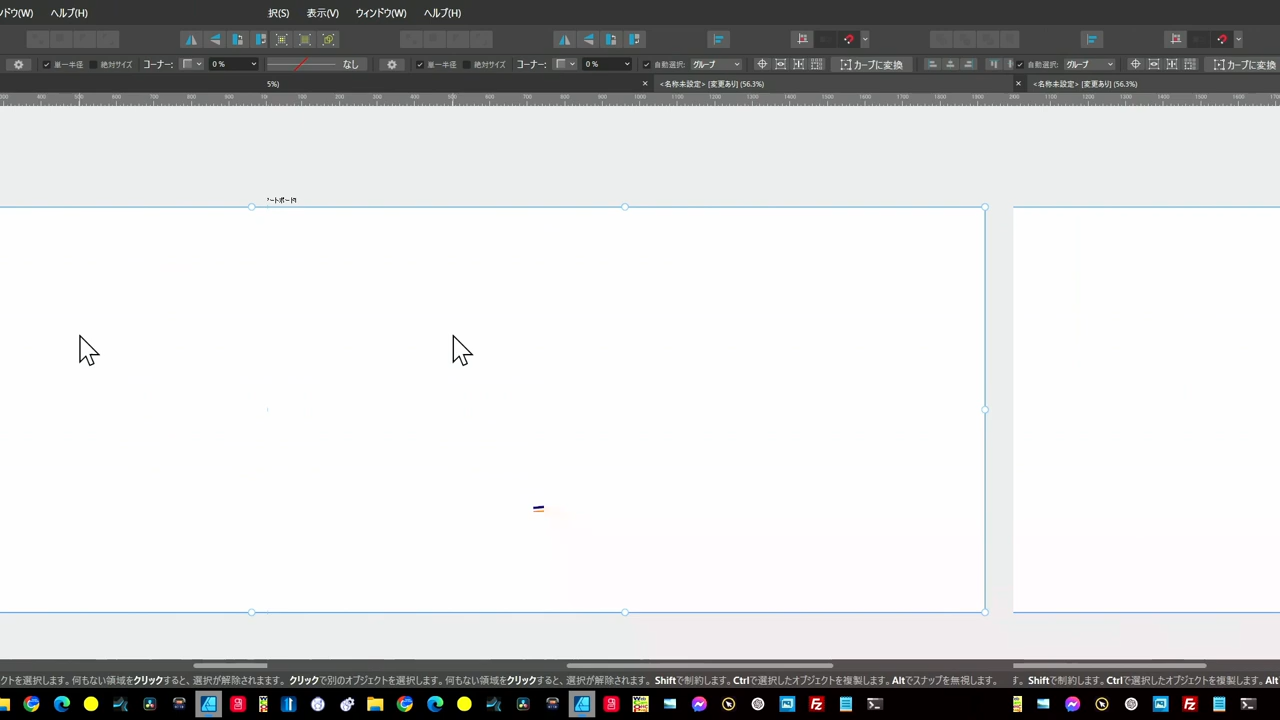 ンドウ(W) ヘルプ(H) 択(S) 表示(V) ウィンドウ(W) ヘルプ(H)
単一半径 絶対サイズ コーナー: 0 % なし 単一半径 絶対サイズ コーナー: 0 % 自動選択: グループ カーブに変換 自動選択: グループ カーブに変換
5%) × <名称未設定> [変更あり] (56.3%) × <名称未設定> [変更あり] (56.3%)
ートボード
クトを選択します。何もない領域をクリックすると、選択が解除されます。 クリックで別のオブジェクトを選択します。何もない領域をクリックすると、選択が解除されます。 Shiftで制約します。Ctrlで選択したオブジェクトを複製します。Altでスナップを無視します。 す。 Shiftで制約します。Ctrlで選択したオブジェクトを複製します。Alt